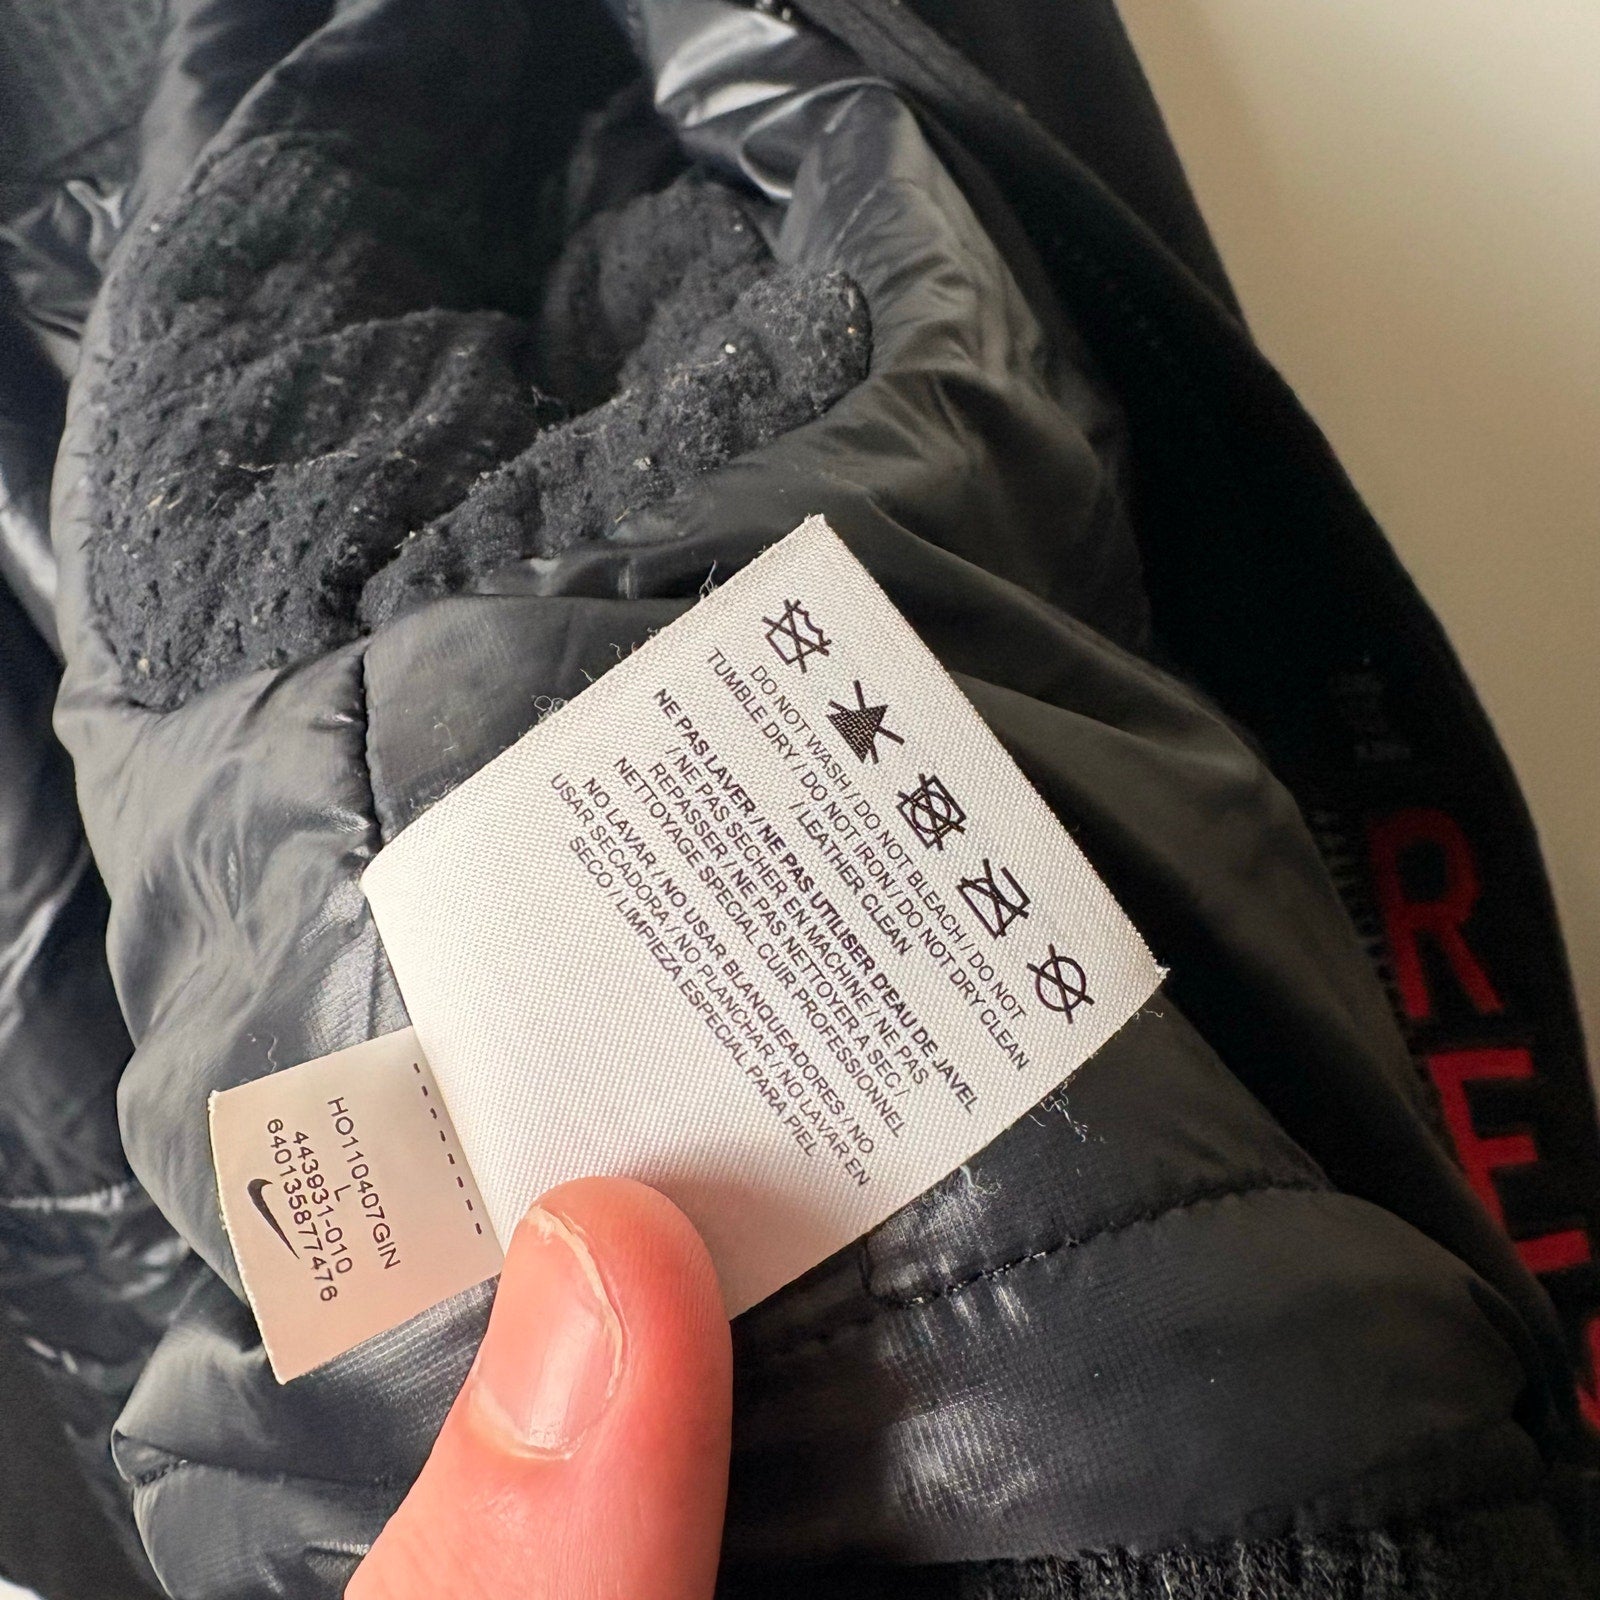 DO NOT WASH / DO NOT BLEACH / DO NOT
TUMBLE DRY / DO NOT IRON / DO NOT DRY CLEAN
/ LEATHER CLEAN
NE PAS LAVER / NE PAS UTILISER D'EAU DE JAVEL
/ NE PAS SECHER EN MACHINE / NE PAS
REPASSER / NE PAS NETTOYER A SEC /
NETTOYAGE SPECIAL CUIR PROFESSIONNEL
NO LAVAR / NO USAR BLANQUEADORES / NO
USAR SECADORA / NO PLANCHAR / NO LAVAR EN
SECO / LIMPIEZA ESPECIAL PARA PIEL
HO110407GIN
L
443931-010
640135877476
RE